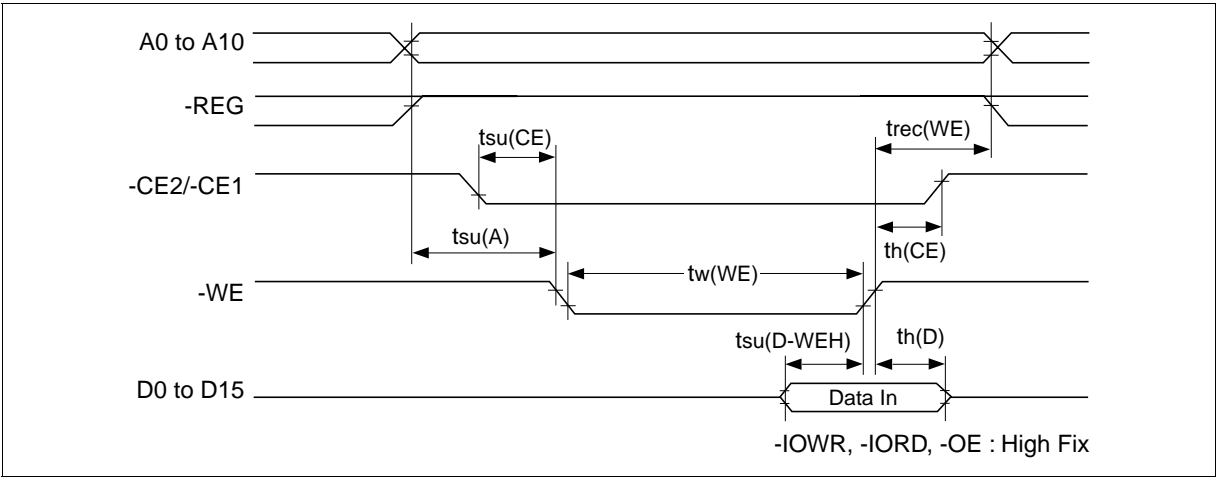 A0 to A10
-REG
tsu(CE)
trec(WE)
-CE2/-CE1
tsu(A)
th(CE)
tw(WE)
-WE
tsu(D-WEH)
th(D)
D0 to D15
Data In
-IOWR, -IORD, -OE : High Fix